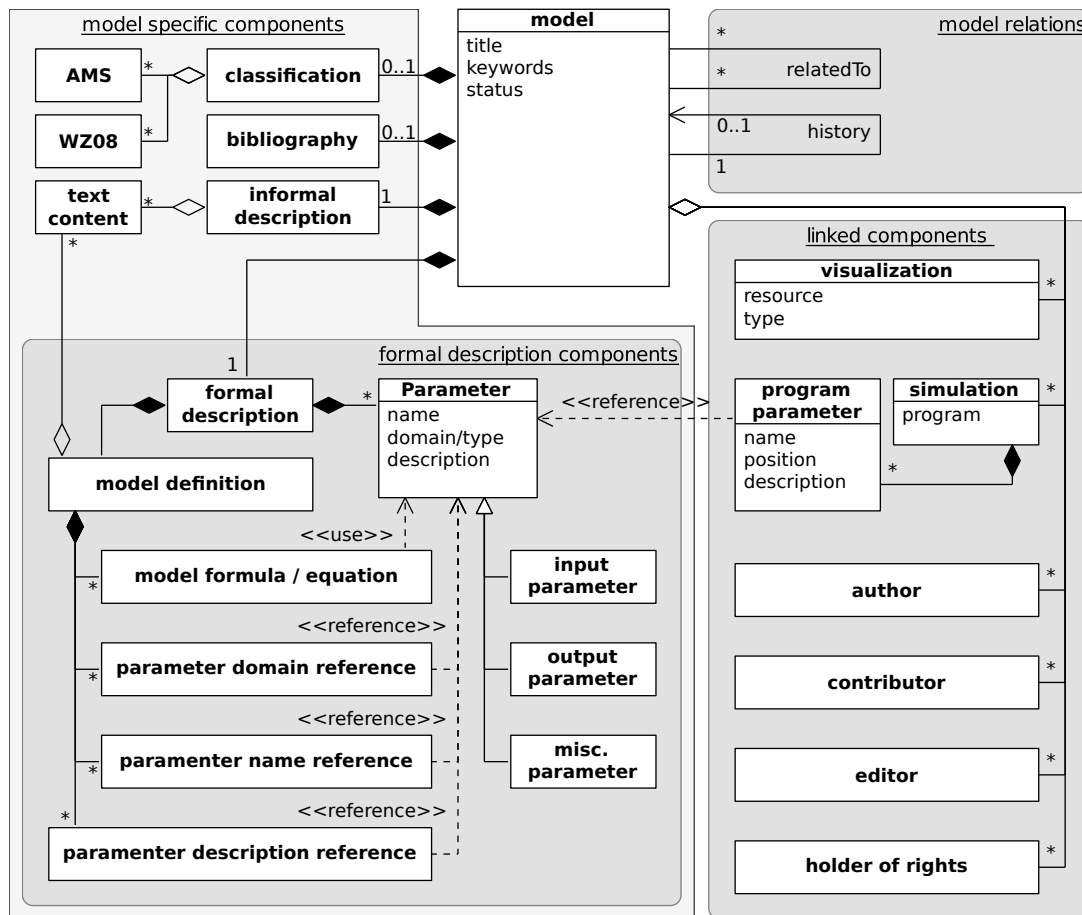 model specific components
model
title
keywords
status
model relations
*
relatedTo
*
history
0..1
1
AMS
*
classification
0..1
WZ08
*
bibliography
0..1
text
content
*
informal
description
1
*
linked components
visualization
resource
type
*
formal description components
1
formal
description
*
Parameter
name
domain/type
description
<<reference>>
program
parameter
name
position
description
simulation
program
*
*
model definition
<<use>>
model formula / equation
*
<<reference>>
parameter domain reference
*
<<reference>>
paramenter name reference
*
<<reference>>
*
paramenter description reference
input
parameter
output
parameter
misc.
parameter
author
*
contributor
*
editor
*
holder of rights
*